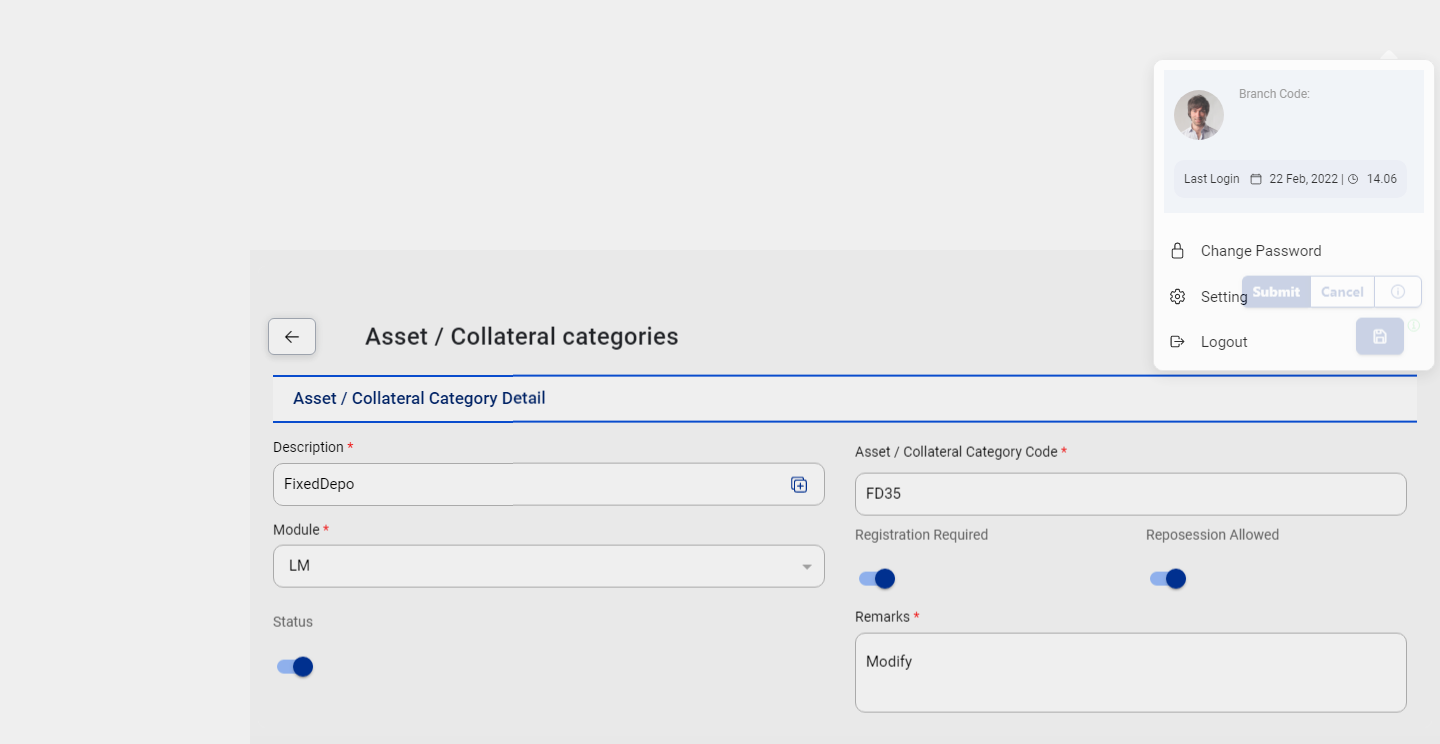 Branch Code:
Last Login 22 Feb, 2022 | 14.06
Change Password
Setting
Submit Cancel
Logout
Asset / Collateral categories
Asset / Collateral Category Detail
Description *
FixedDepo
Asset / Collateral Category Code *
FD35
Module *
LM
Registration Required
Reposession Allowed
Status
Remarks *
Modify